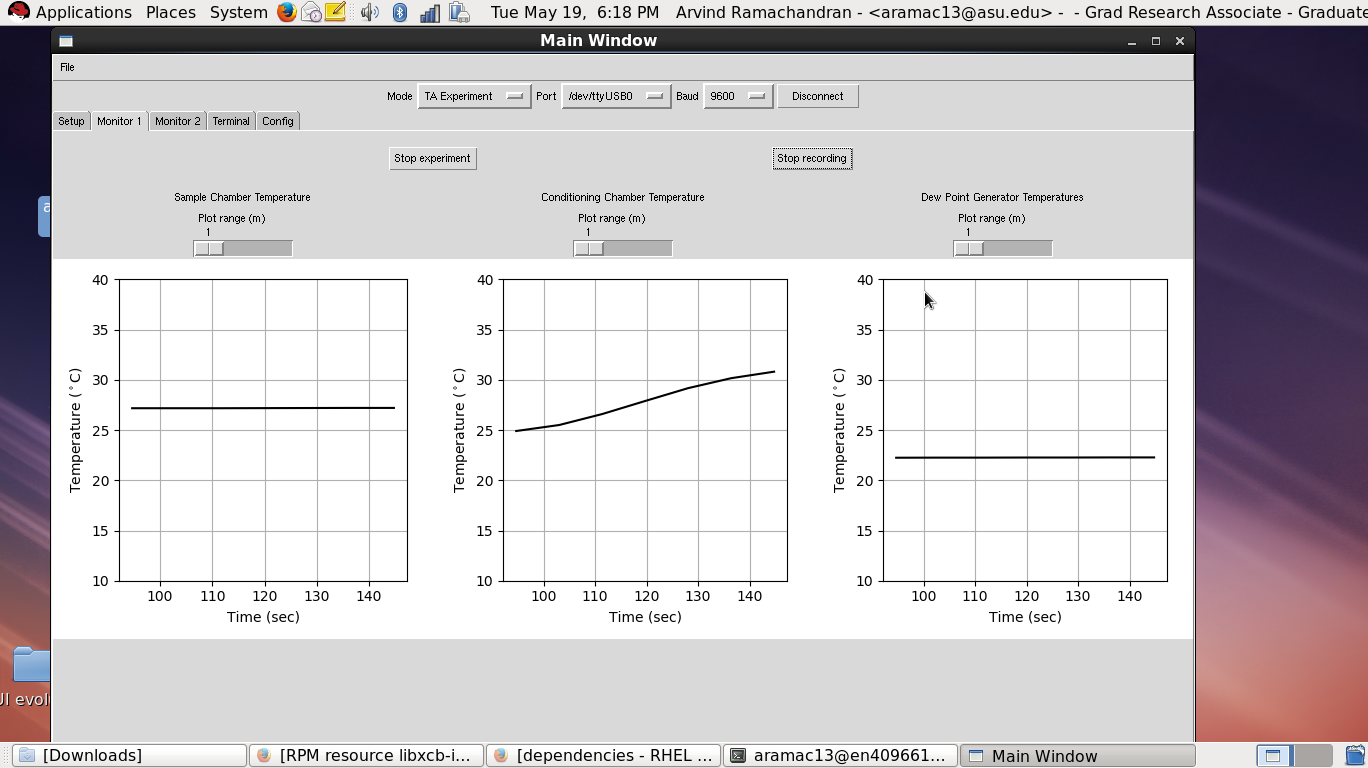 Applications Places System Tue May 19, 6:18 PM Arvind Ramachandran - <aramac13@asu.edu> - - Grad Research Associate - Graduate
Main Window
File
Mode TA Experiment Port /dev/ttyUSB0 Baud 9600 Disconnect
Setup Monitor 1 Monitor 2 Terminal Config
Stop experiment Stop recording
Sample Chamber Temperature Conditioning Chamber Temperature Dew Point Generator Temperatures
Plot range (m) Plot range (m) Plot range (m)
1 1 1
40 40 40
35 35 35
30 30 30
25 25 25
20 20 20
15 15 15
10 10 10
Temperature (°C) Temperature (°C) Temperature (°C)
100 110 120 130 140 100 110 120 130 140 100 110 120 130 140
Time (sec) Time (sec) Time (sec)
[Downloads] [RPM resource libxcb-i... [dependencies - RHEL ... aramac13@en409661... Main Window